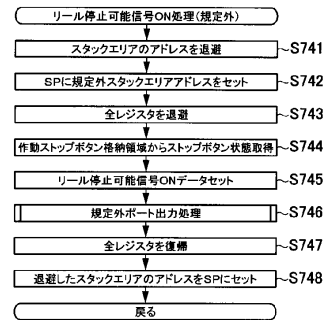 リール停止可能信号ON処理(規定外)
スタックエリアのアドレスを退避 S741
SPに規定外スタックエリアアドレスをセット S742
全レジスタを退避 S743
作動ストップボタン格納領域からストップボタン状態取得 S744
リール停止可能信号ONデータセット S745
規定外ポート出力処理 S746
全レジスタを復帰 S747
退避したスタックエリアのアドレスをSPにセット S748
戻る